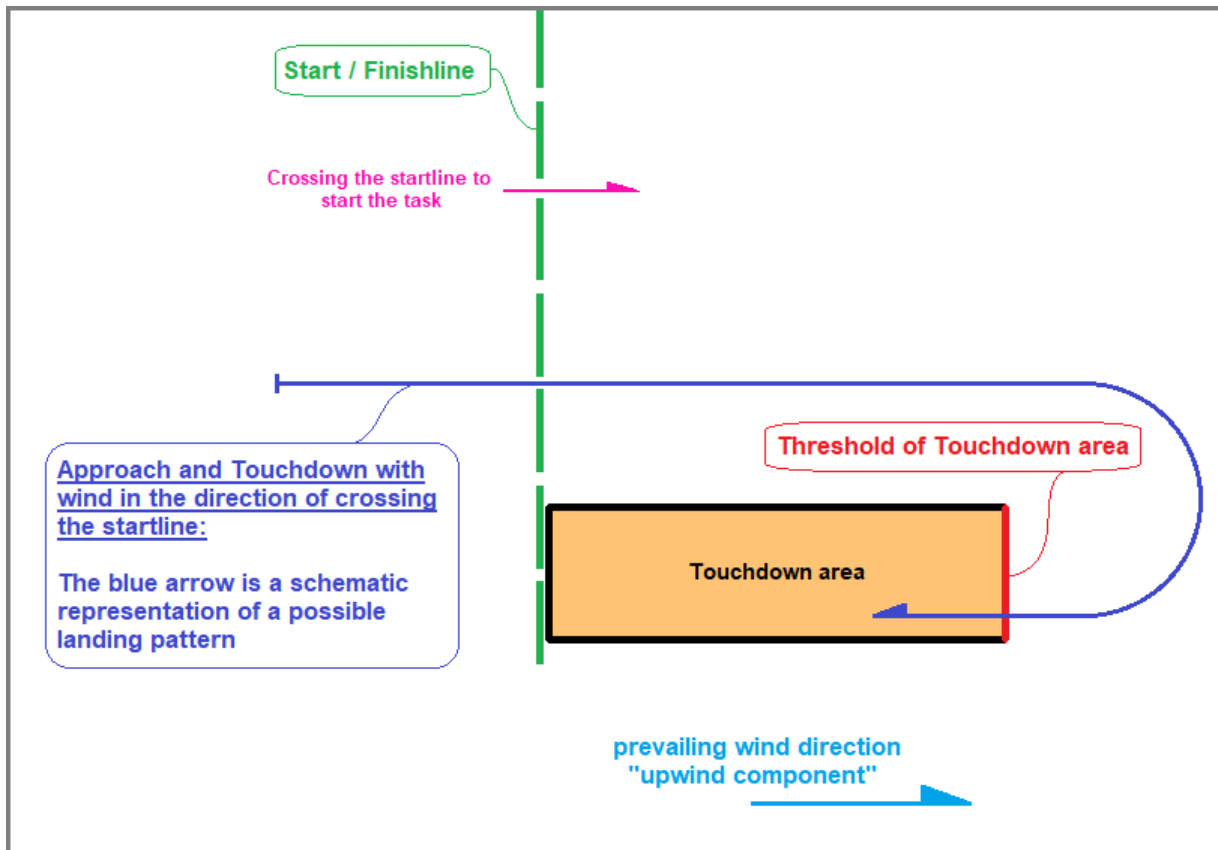 Start / Finishline
Crossing the startline to
start the task
Approach and Touchdown with
wind in the direction of crossing
the startline:
The blue arrow is a schematic
representation of a possible
landing pattern
Threshold of Touchdown area
Touchdown area
prevailing wind direction
"upwind component"